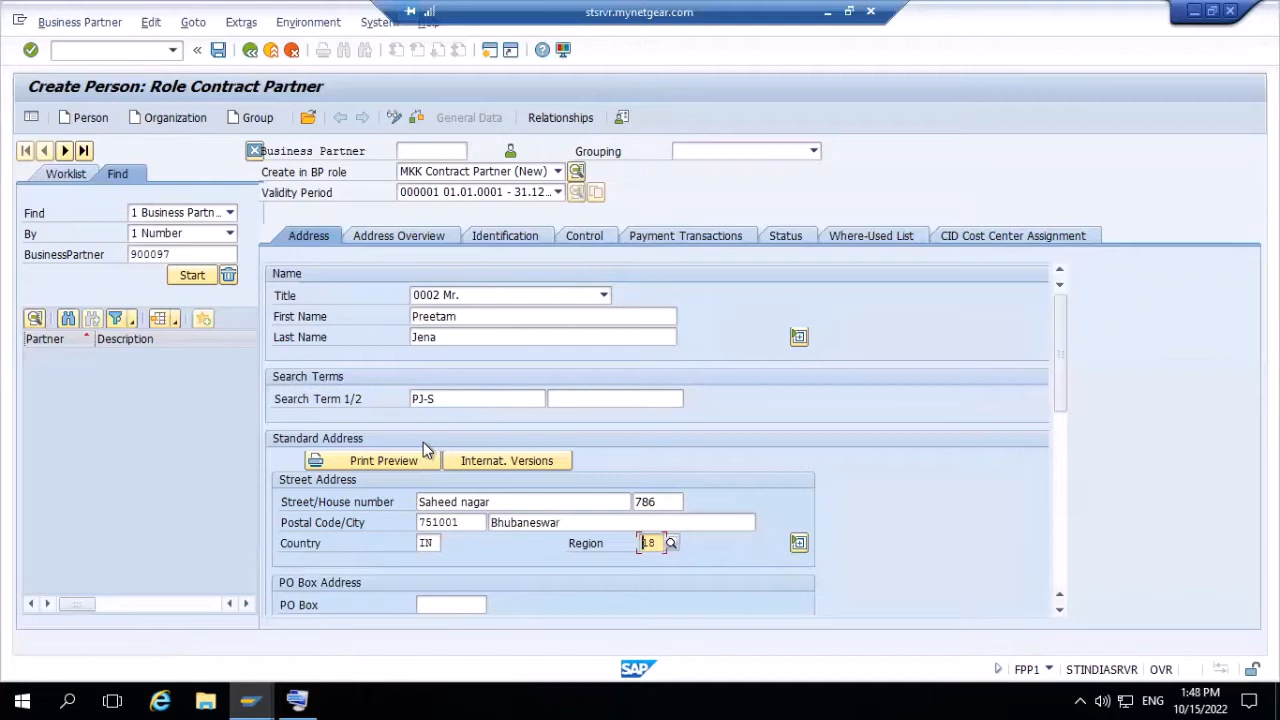 stsrvr.mynetgear.com
Business Partner Edit Goto Extras Environment System Help
Create Person: Role Contract Partner
Person Organization Group General Data Relationships
Business Partner Grouping
Worklist Find
Create in BP role MKK Contract Partner (New)
Validity Period 000001 01.01.0001 - 31.12...
Find 1 Business Partn...
By 1 Number
BusinessPartner 900097
Start
Address Address Overview Identification Control Payment Transactions Status Where-Used List CID Cost Center Assignment
Name
Title 0002 Mr.
First Name Preetam
Last Name Jena
Partner Description
Search Terms
Search Term 1/2 PJ-S
Standard Address
Print Preview Internat. Versions
Street Address
Street/House number Saheed nagar 786
Postal Code/City 751001 Bhubaneswar
Country IN Region 18
PO Box Address
PO Box
SAP
FPP1 STINDIASRVR OVR
ENG
1:48 PM
10/15/2022